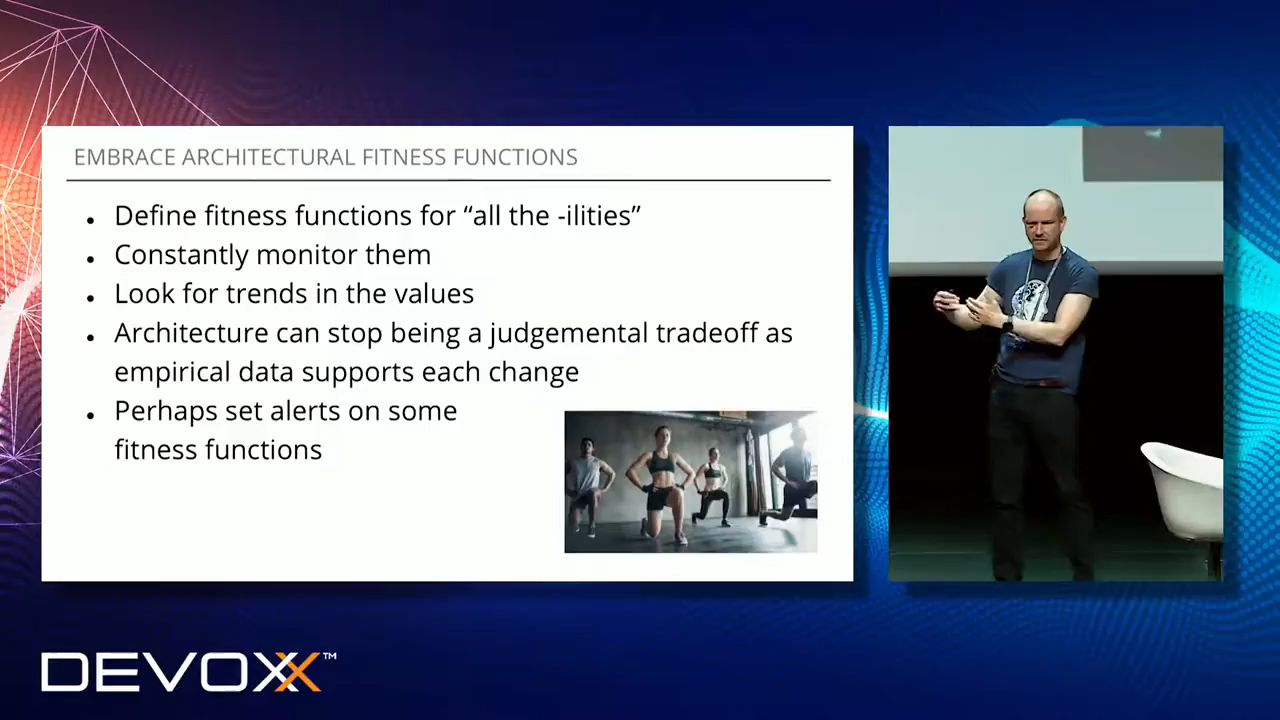 EMBRACE ARCHITECTURAL FITNESS FUNCTIONS
• Define fitness functions for “all the -ilities”
• Constantly monitor them
• Look for trends in the values
• Architecture can stop being a judgemental tradeoff as
empirical data supports each change
• Perhaps set alerts on some
fitness functions
DEVOXX™